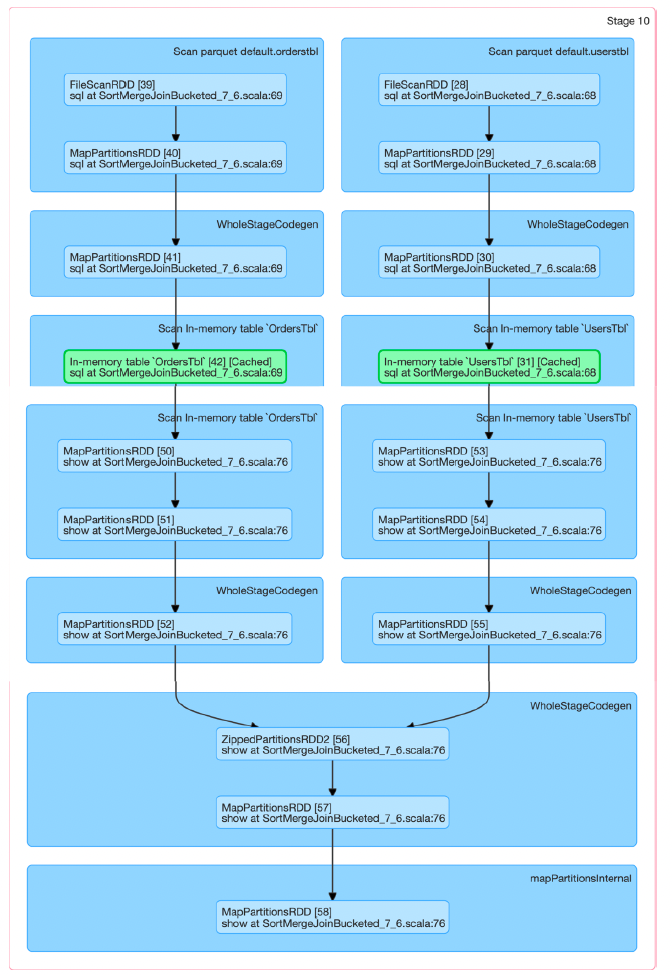 Stage 10
Scan parquet default.orderstbl
FileScanRDD [39]
sql at SortMergeJoinBucketed_7_6.scala:69
MapPartitionsRDD [40]
sql at SortMergeJoinBucketed_7_6.scala:69
WholeStageCodegen
MapPartitionsRDD [41]
sql at SortMergeJoinBucketed_7_6.scala:69
Scan In-memory table `OrdersTbl`
In-memory table `OrdersTbl` [42] [Cached]
sql at SortMergeJoinBucketed_7_6.scala:69
Scan In-memory table `OrdersTbl`
MapPartitionsRDD [50]
show at SortMergeJoinBucketed_7_6.scala:76
MapPartitionsRDD [51]
show at SortMergeJoinBucketed_7_6.scala:76
WholeStageCodegen
MapPartitionsRDD [52]
show at SortMergeJoinBucketed_7_6.scala:76
Scan parquet default.userstbl
FileScanRDD [28]
sql at SortMergeJoinBucketed_7_6.scala:68
MapPartitionsRDD [29]
sql at SortMergeJoinBucketed_7_6.scala:68
WholeStageCodegen
MapPartitionsRDD [30]
sql at SortMergeJoinBucketed_7_6.scala:68
Scan In-memory table `UsersTbl`
In-memory table `UsersTbl` [31] [Cached]
sql at SortMergeJoinBucketed_7_6.scala:68
Scan In-memory table `UsersTbl`
MapPartitionsRDD [53]
show at SortMergeJoinBucketed_7_6.scala:76
MapPartitionsRDD [54]
show at SortMergeJoinBucketed_7_6.scala:76
WholeStageCodegen
MapPartitionsRDD [55]
show at SortMergeJoinBucketed_7_6.scala:76
WholeStageCodegen
ZippedPartitionsRDD2 [56]
show at SortMergeJoinBucketed_7_6.scala:76
MapPartitionsRDD [57]
show at SortMergeJoinBucketed_7_6.scala:76
mapPartitionsInternal
MapPartitionsRDD [58]
show at SortMergeJoinBucketed_7_6.scala:76